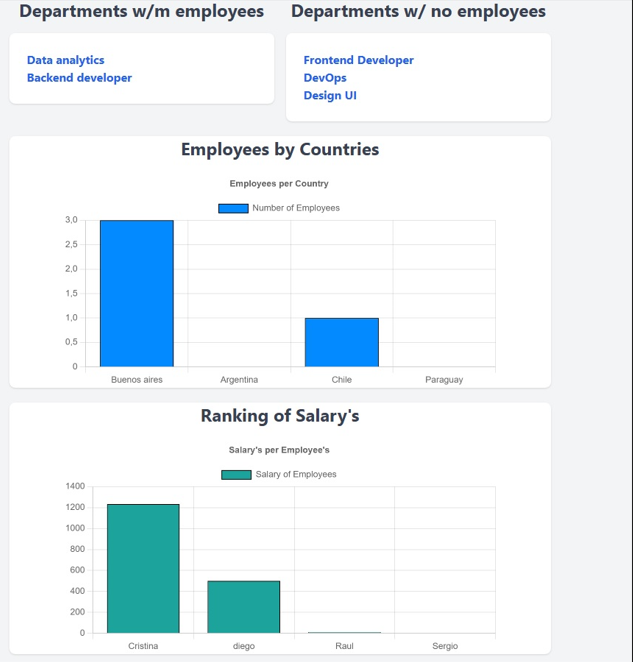 Departments w/m employees
Departments w/ no employees
Data analytics
Backend developer
Frontend Developer
DevOps
Design UI
Employees by Countries
Employees per Country
Number of Employees
3,0
2,5
2,0
1,5
1,0
0,5
0
Buenos aires Argentina Chile Paraguay
Ranking of Salary's
Salary's per Employee's
Salary of Employees
1400
1200
1000
800
600
400
200
0
Cristina diego Raul Sergio